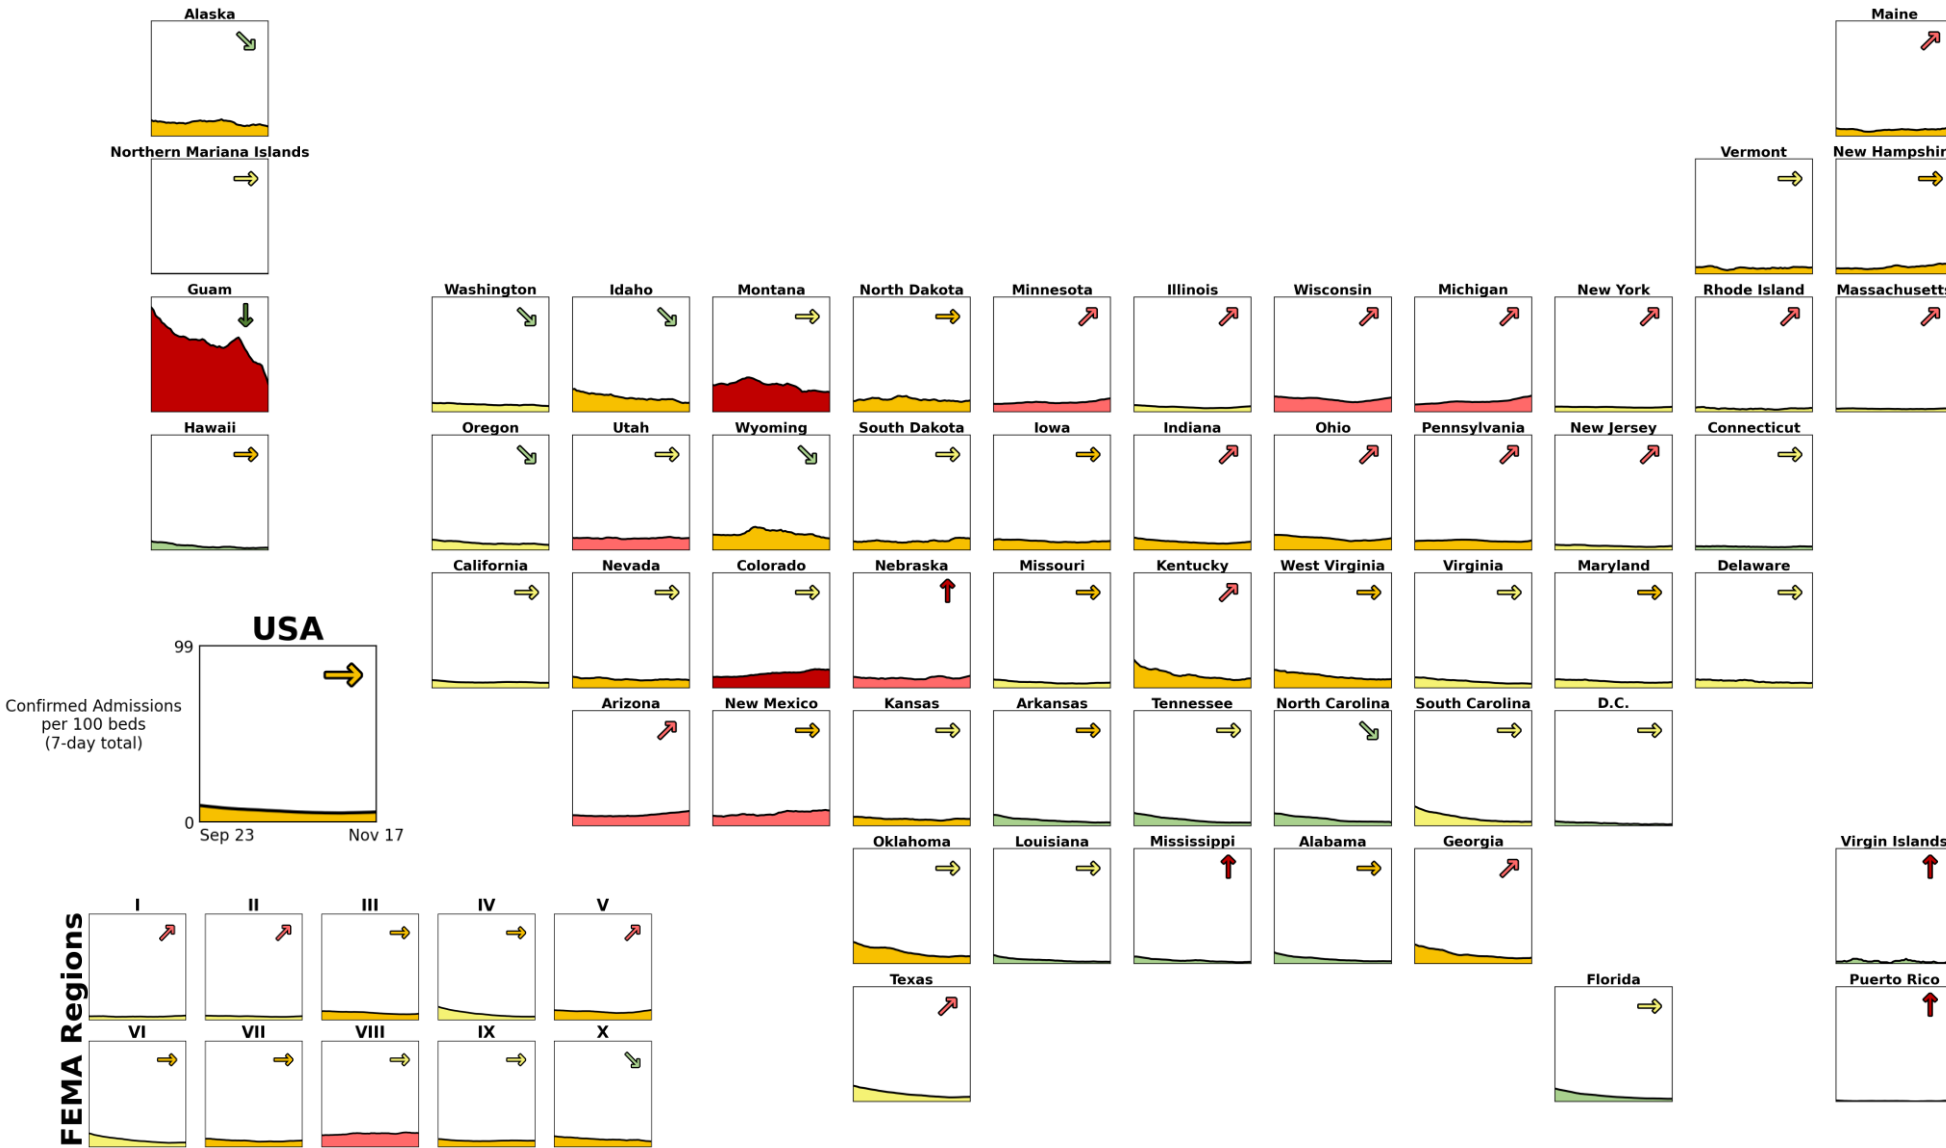 Alaska
Maine
Northern Mariana Islands
Vermont
New Hampshir
Guam
Washington
Idaho
Montana
North Dakota
Minnesota
Illinois
Wisconsin
Michigan
New York
Rhode Island
Massachusetts
Hawaii
Oregon
Utah
Wyoming
South Dakota
Iowa
Indiana
Ohio
Pennsylvania
New Jersey
Connecticut
California
Nevada
Colorado
Nebraska
Missouri
Kentucky
West Virginia
Virginia
Maryland
Delaware
USA
99
Confirmed Admissions
per 100 beds
(7-day total)
0
Sep 23
Nov 17
Arizona
New Mexico
Kansas
Arkansas
Tennessee
North Carolina
South Carolina
D.C.
Oklahoma
Louisiana
Mississippi
Alabama
Georgia
Virgin Islands
Texas
Florida
Puerto Rico
FEMA Regions
I
II
III
IV
V
VI
VII
VIII
IX
X